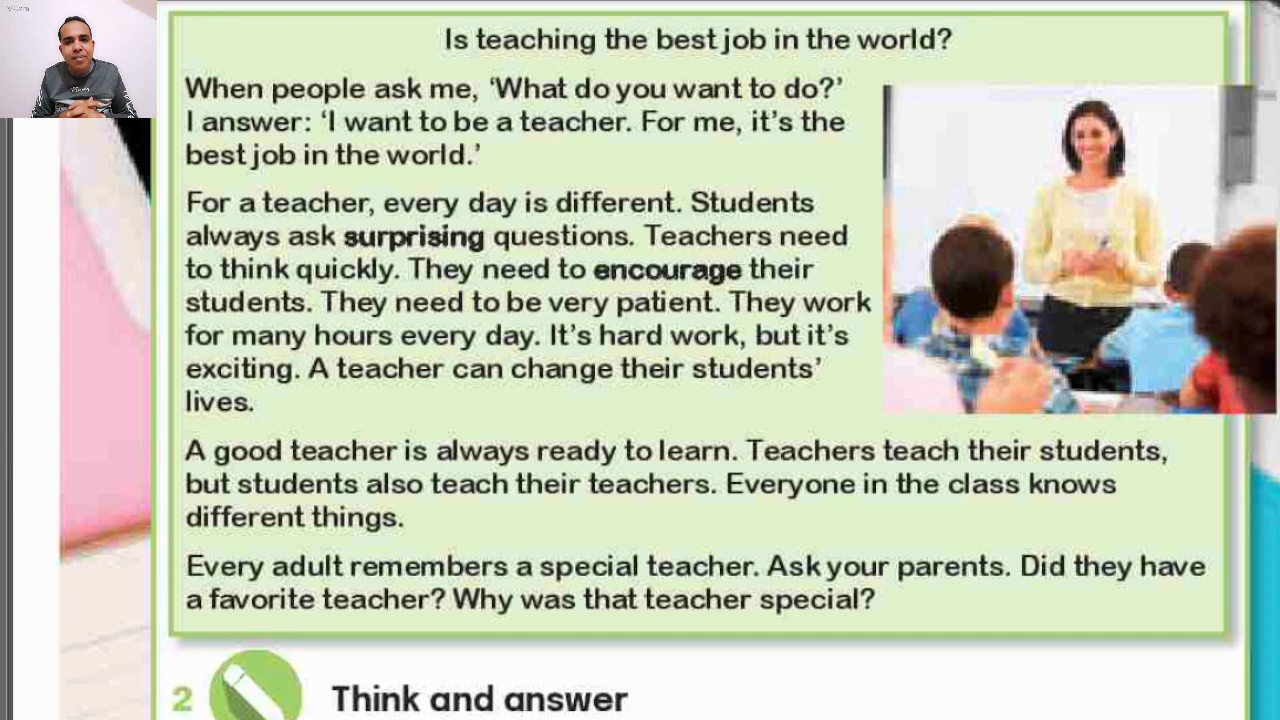 Is teaching the best job in the world?
When people ask me, ‘What do you want to do?’
I answer: ‘I want to be a teacher. For me, it’s the
best job in the world.’
For a teacher, every day is different. Students
always ask surprising questions. Teachers need
to think quickly. They need to encourage their
students. They need to be very patient. They work
for many hours every day. It’s hard work, but it’s
exciting. A teacher can change their students’
lives.
A good teacher is always ready to learn. Teachers teach their students,
but students also teach their teachers. Everyone in the class knows
different things.
Every adult remembers a special teacher. Ask your parents. Did they have
a favorite teacher? Why was that teacher special?
2 Think and answer